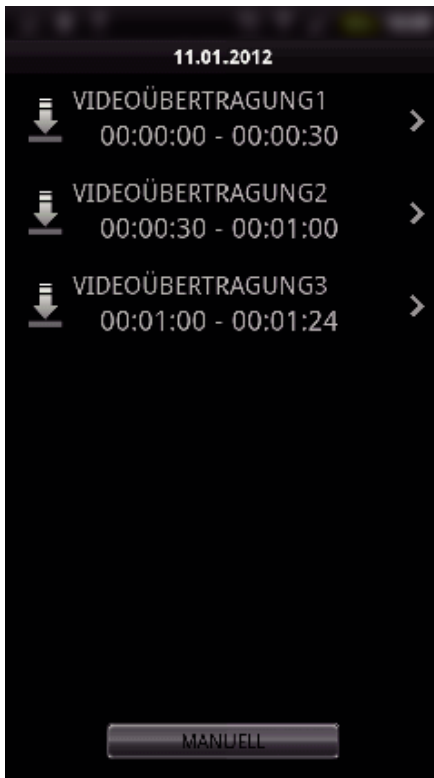 11.01.2012
VIDEOÜBERTRAGUNG1
00:00:00 - 00:00:30
VIDEOÜBERTRAGUNG2
00:00:30 - 00:01:00
VIDEOÜBERTRAGUNG3
00:01:00 - 00:01:24
MANUELL